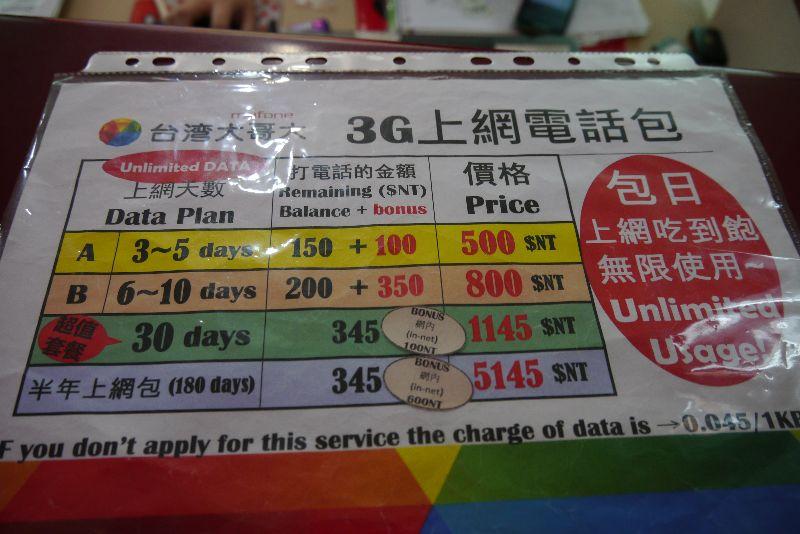 台湾大哥大 3G上網電話包
Unlimited DATA
上網天數
Data Plan
打電話的金額
Remaining ($NT)
Balance + bonus
價格
Price
A 3~5 days 150 + 100 500 $NT
B 6~10 days 200 + 350 800 $NT
超值
套餐
30 days 345 BONUS 網內 (in-net) 100NT 1145 $NT
半年上網包 (180 days) 345 BONUS 網內 (in-net) 600NT 5145 $NT
包日
上網吃到飽
無限使用~
Unlimited
Usage!
F you don't apply for this service the charge of data is →0.045/1KB